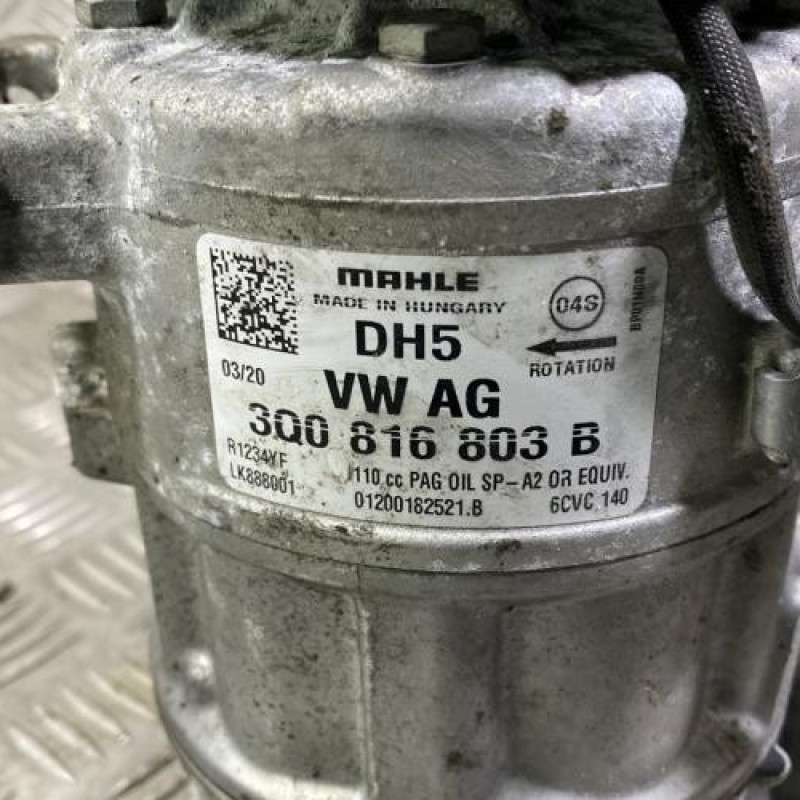 MAHLE
MADE IN HUNGARY
04S
DH5
ROTATION
03/20
VW AG
3Q0 816 803 B
R1234YF
LK888001
110 cc PAG OIL SP-A2 OR EQUIV.
01200182521.B
6CVC 140